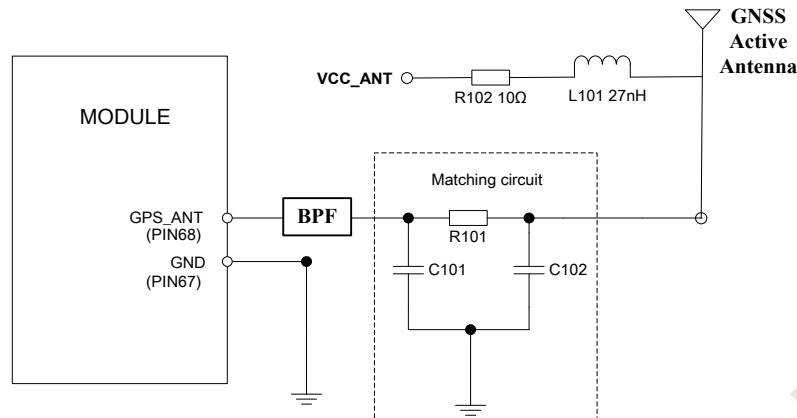 GNSS
Active
Antenna
VCC_ANT
R102 10Ω
L101 27nH
MODULE
Matching circuit
GPS_ANT
(PIN68)
BPF
R101
GND
(PIN67)
C101
C102